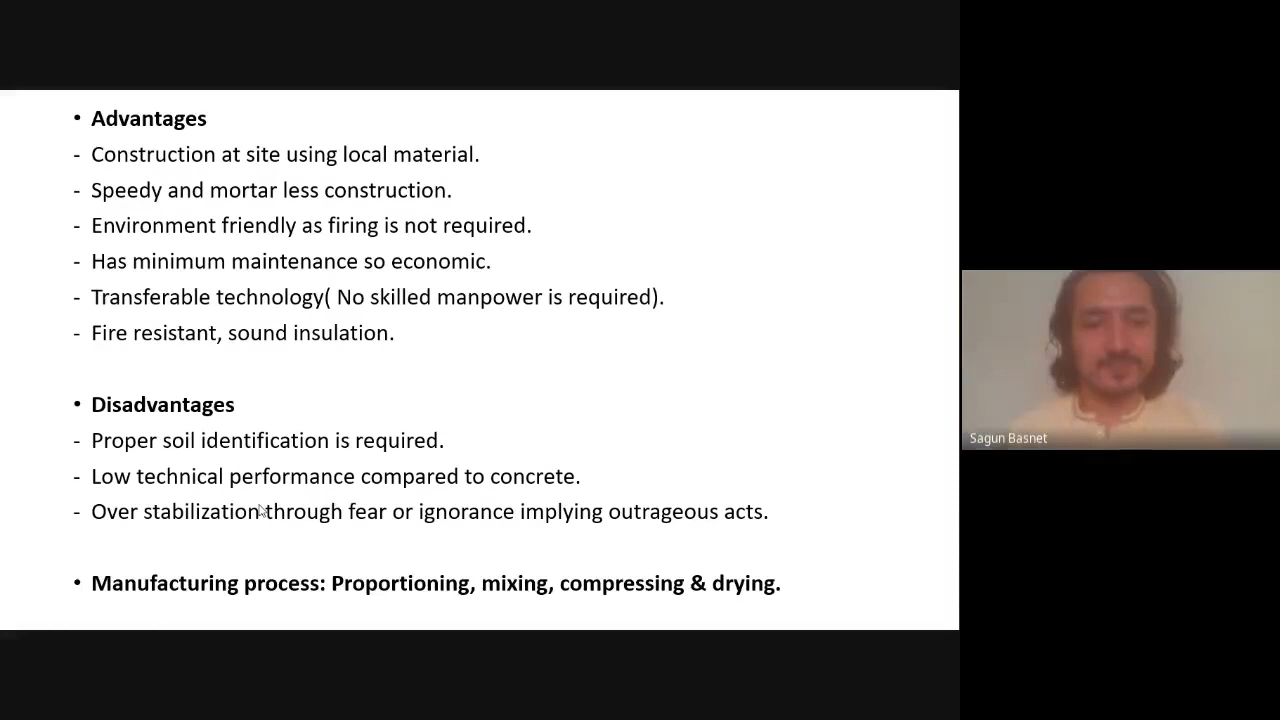 • Advantages
- Construction at site using local material.
- Speedy and mortar less construction.
- Environment friendly as firing is not required.
- Has minimum maintenance so economic.
- Transferable technology( No skilled manpower is required).
- Fire resistant, sound insulation.
• Disadvantages
- Proper soil identification is required.
- Low technical performance compared to concrete.
- Over stabilization through fear or ignorance implying outrageous acts.
• Manufacturing process: Proportioning, mixing, compressing & drying.
Sagun Basnet